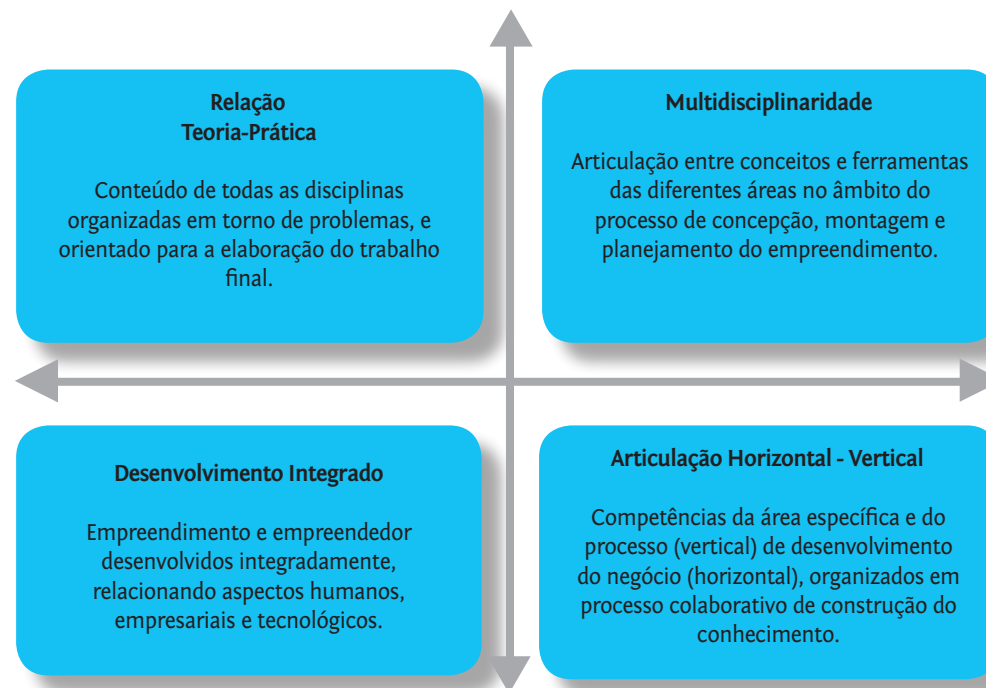 Relação
Teoria-Prática
Conteúdo de todas as disciplinas
organizadas em torno de problemas, e
orientado para a elaboração do trabalho
final.
Multidisciplinaridade
Articulação entre conceitos e ferramentas
das diferentes áreas no âmbito do
processo de concepção, montagem e
planejamento do empreendimento.
Desenvolvimento Integrado
Empreendimento e empreendedor
desenvolvidos integradamente,
relacionando aspectos humanos,
empresariais e tecnológicos.
Articulação Horizontal - Vertical
Competências da área específica e do
processo (vertical) de desenvolvimento
do negócio (horizontal), organizados em
processo colaborativo de construção do
conhecimento.